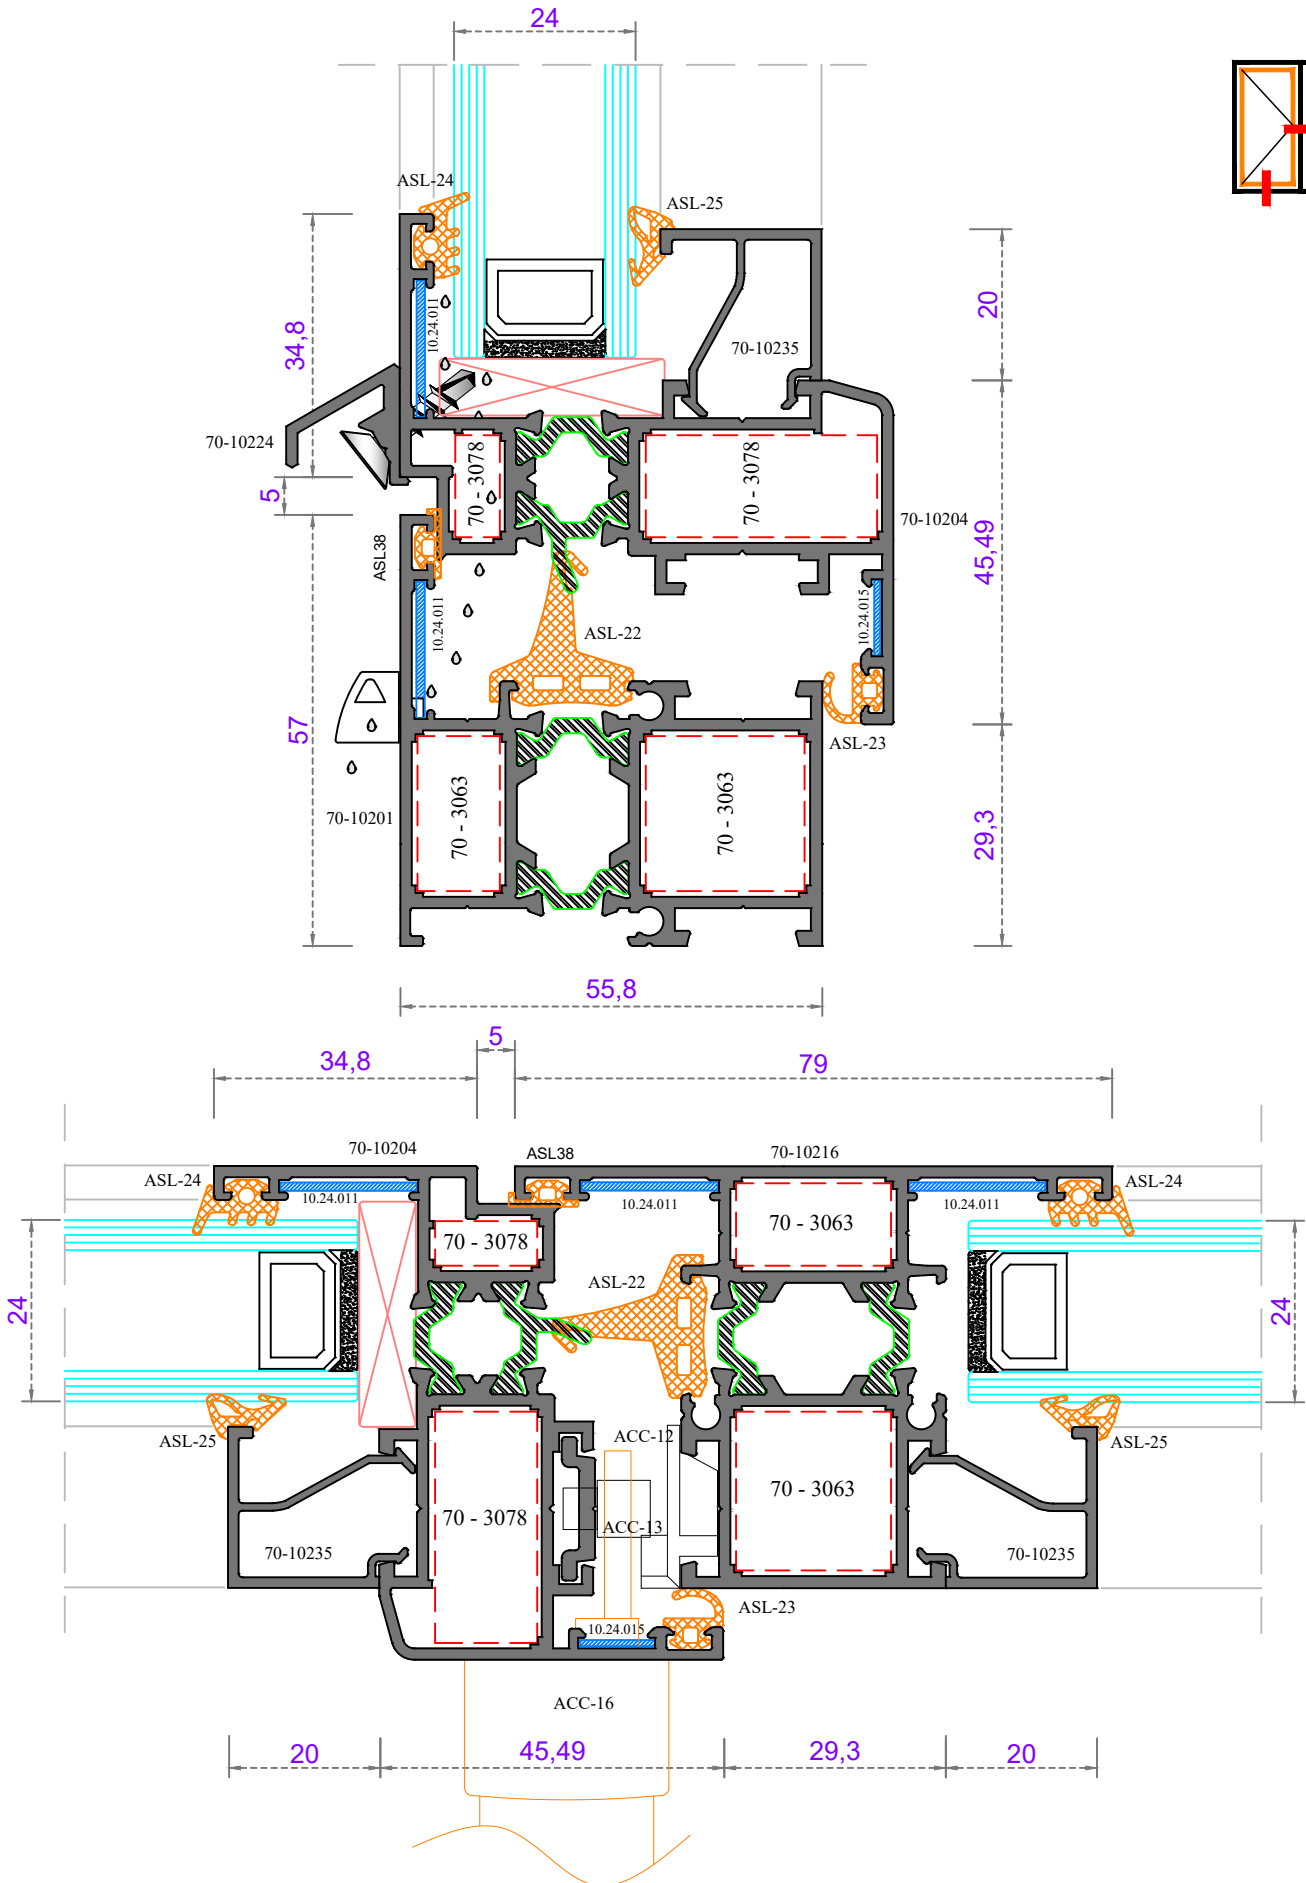 24
ASL-24
ASL-25
10.24.011
34,8
20
70-10235
70-10224
70 - 3078
70 - 3078
5
70-10204
ASL38
45,49
10.24.011
10.24.015
ASL-22
57
ASL-23
70-10201
70 - 3063
70 - 3063
29,3
55,8
5
34,8
79
70-10204
ASL38
70-10216
ASL-24
ASL-24
10.24.011
10.24.011
10.24.011
70 - 3063
70 - 3078
ASL-22
24
24
ASL-25
ACC-12
ASL-25
70 - 3063
70 - 3078
ACC-13
70-10235
70-10235
ASL-23
10.24.015
ACC-16
20
45,49
29,3
20